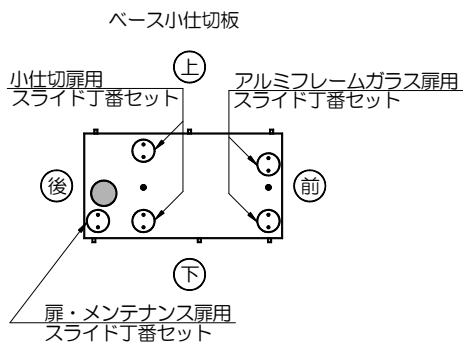 ベース小仕切板
上
小仕切扉用
スライド丁番セット
アルミフレームガラス扉用
スライド丁番セット
後
前
下
扉・メンテナンス扉用
スライド丁番セット